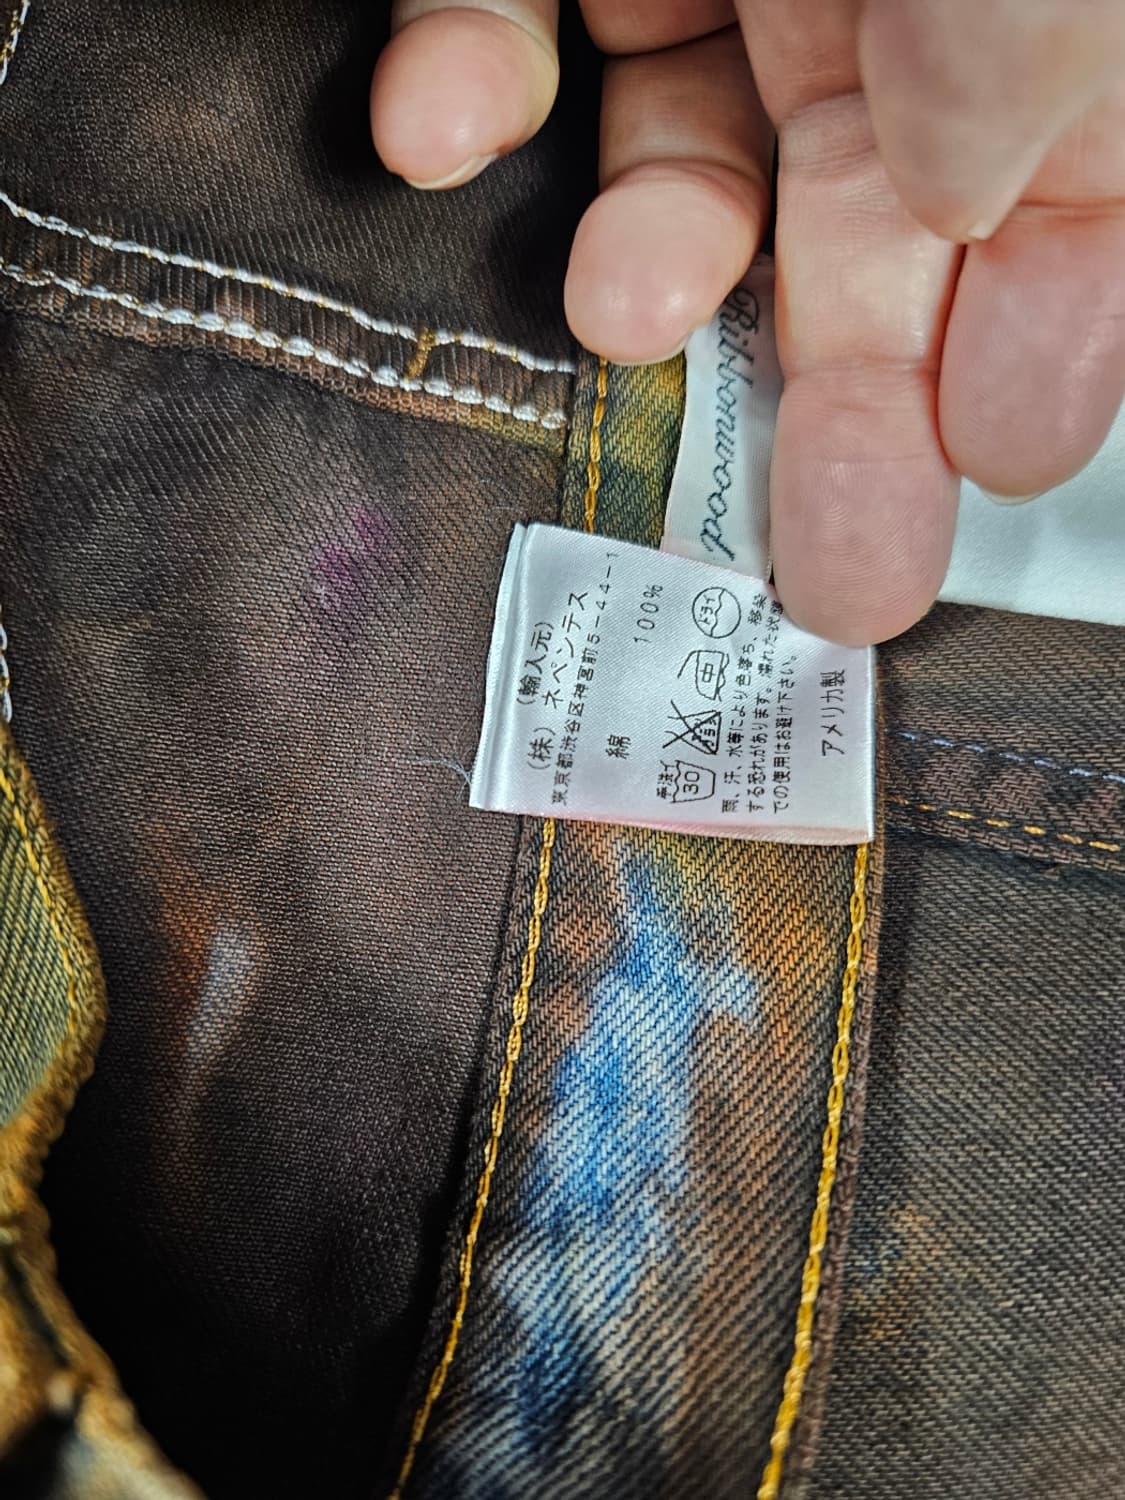 Ribbonwood
(輸入元)
(株) ネペンテス
東京都渋谷区神宮前5-44-1
綿 100%
手洗イ 30 中 ドライ
雨、汗、水等により色落ち、移染
する恐れがあります。濡れた状態
での使用はお避け下さい。
アメリカ製